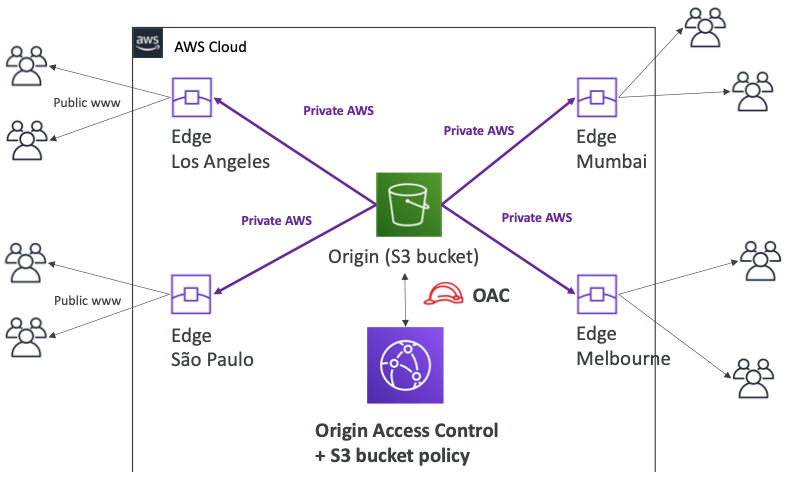 aws
AWS Cloud
Public www
Private AWS
Private AWS
Edge
Los Angeles
Edge
Mumbai
Private AWS
Private AWS
Origin (S3 bucket)
OAC
Public www
Edge
São Paulo
Edge
Melbourne
Origin Access Control
+ S3 bucket policy